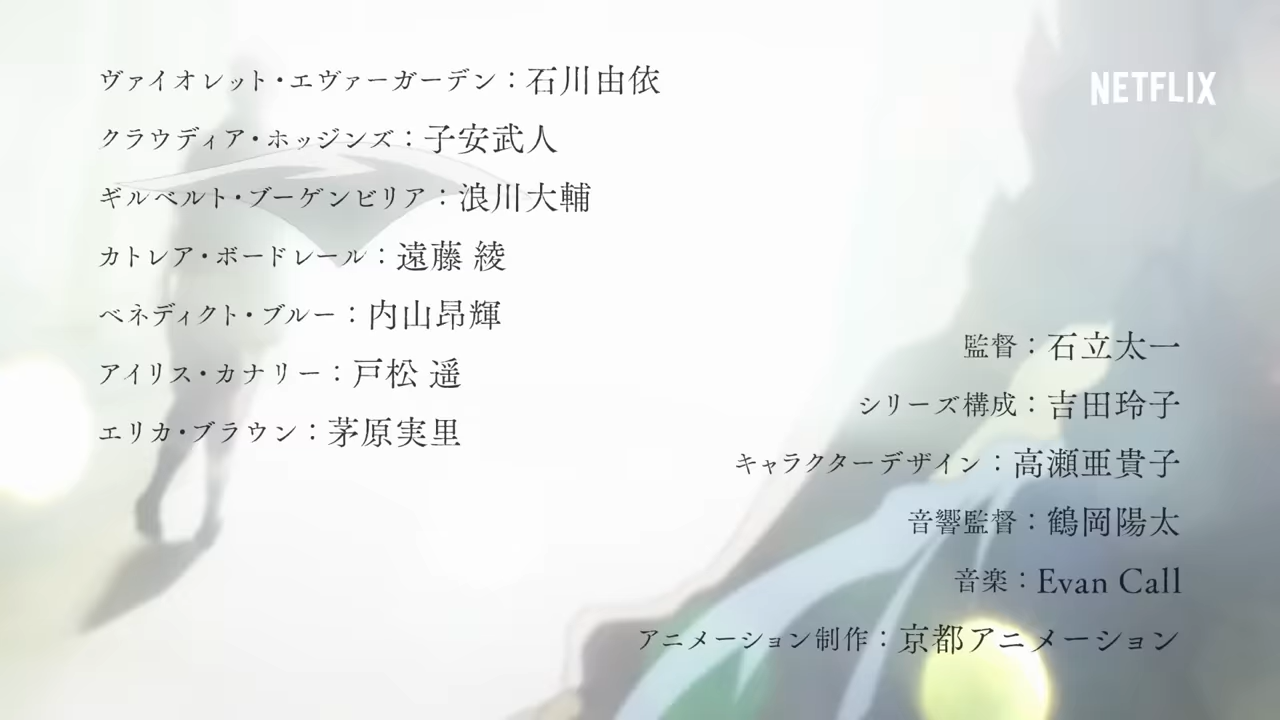 ヴァイオレット・エヴァーガーデン：石川由依
クラウディア・ホッジンズ：子安武人
ギルベルト・ブーゲンビリア：浪川大輔
カトレア・ボードレール：遠藤 綾
ベネディクト・ブルー：内山昂輝
アイリス・カナリー：戸松 遥
エリカ・ブラウン：茅原実里
NETFLIX
監督：石立太一
シリーズ構成：吉田玲子
キャラクターデザイン：高瀬亜貴子
音響監督：鶴岡陽太
音楽：Evan Call
アニメーション制作：京都アニメーション